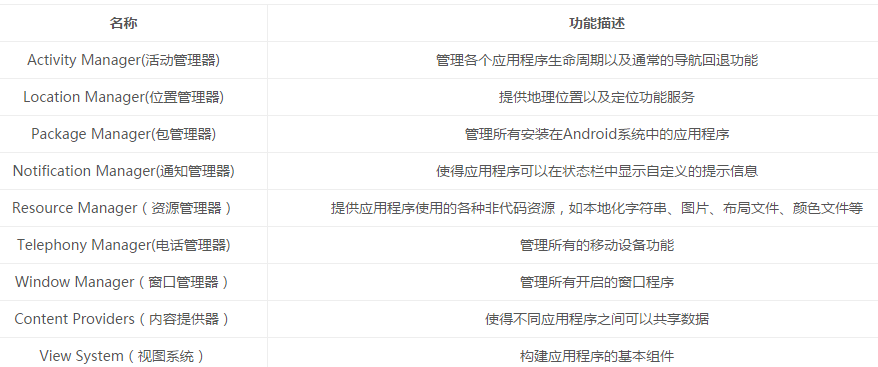 名称 功能描述
Activity Manager(活动管理器) 管理各个应用程序生命周期以及通常的导航回退功能
Location Manager(位置管理器) 提供地理位置以及定位功能服务
Package Manager(包管理器) 管理所有安装在Android系统中的应用程序
Notification Manager(通知管理器) 使得应用程序可以在状态栏中显示自定义的提示信息
Resource Manager（资源管理器） 提供应用程序使用的各种非代码资源，如本地化字符串、图片、布局文件、颜色文件等
Telephony Manager(电话管理器) 管理所有的移动设备功能
Window Manager（窗口管理器） 管理所有开启的窗口程序
Content Providers（内容提供器） 使得不同应用程序之间可以共享数据
View System（视图系统） 构建应用程序的基本组件